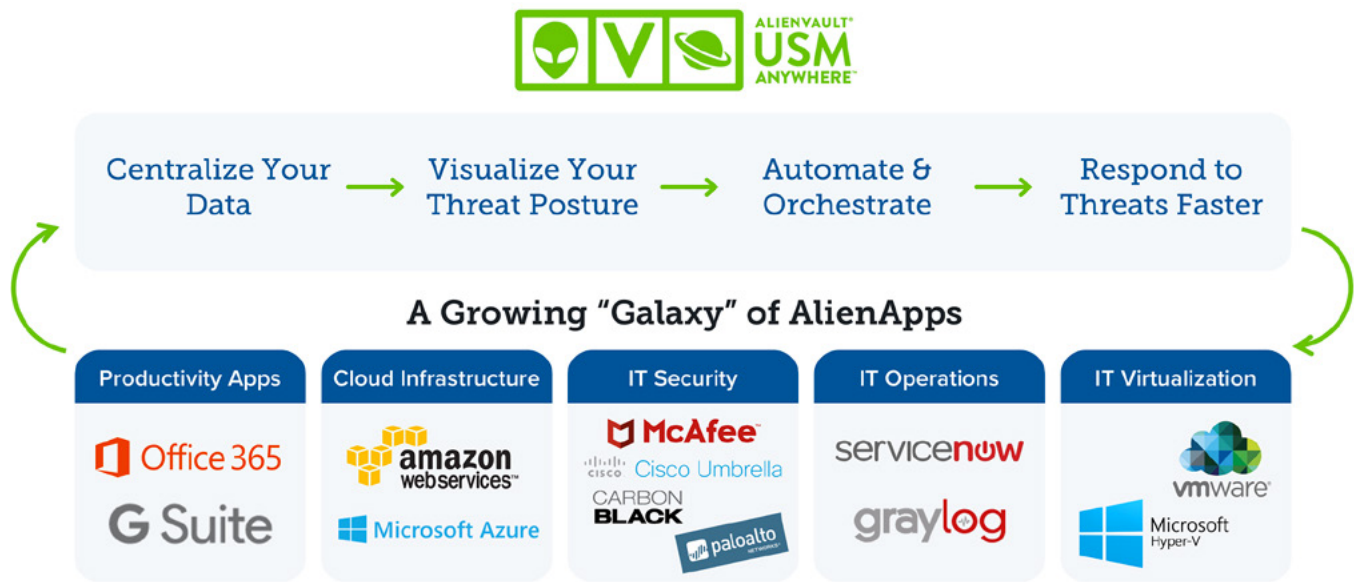 ALIENVAULT®
USM
ANYWHERE™
Centralize Your
Data
Visualize Your
Threat Posture
Automate &
Orchestrate
Respond to
Threats Faster
A Growing “Galaxy” of AlienApps
Productivity Apps
Office 365
G Suite
Cloud Infrastructure
amazon
webservices™
Microsoft Azure
IT Security
McAfee™
cisco Cisco Umbrella
CARBON
BLACK
paloalto
NETWORKS™
IT Operations
servicenow
graylog
IT Virtualization
vmware®
Microsoft
Hyper-V